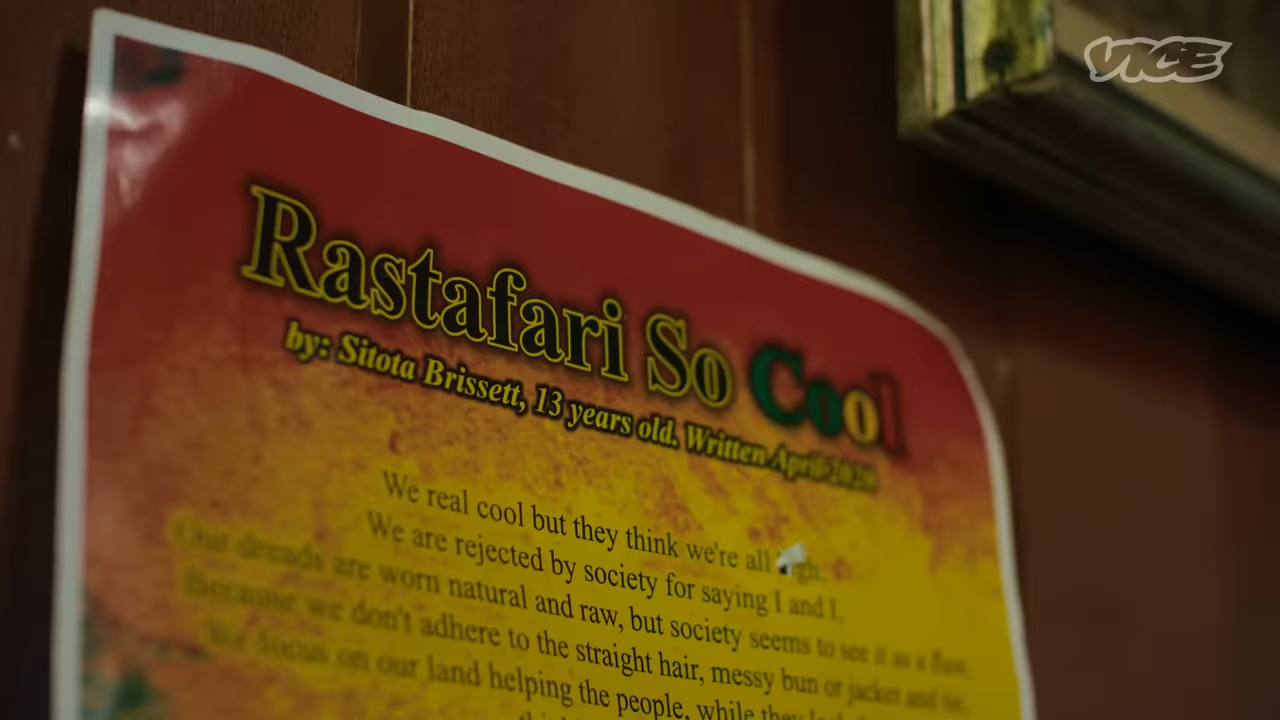 VICE
Rastafari So Cool
by: Sitota Brissett, 13 years old. Written April 2020
We real cool but they think we're all
We are rejected by society for saying I and I,
Our dreads are worn natural and raw, but society seems to see it as a flaw,
Because we don't adhere to the straight hair, messy bun or jacket and tie.
We focus on our land helping the people, while they